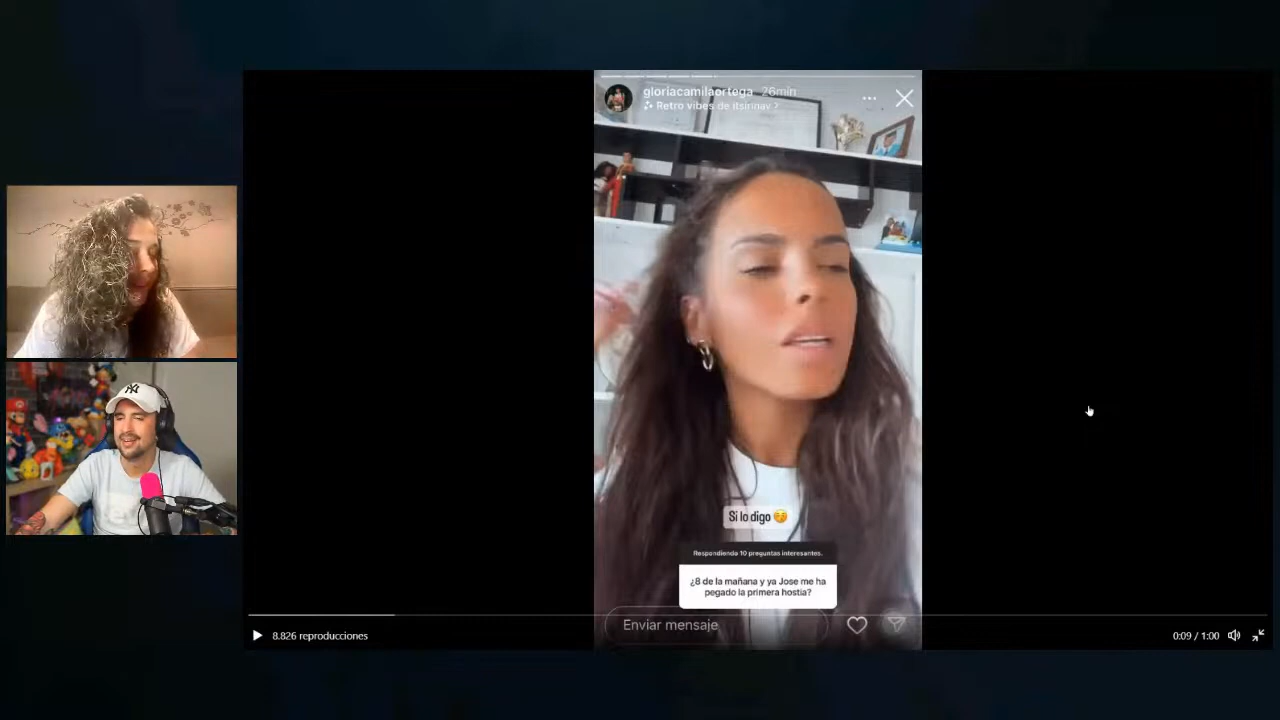 gloriacamilaortega 26min
Retro vibes de itsirinav >
Si lo digo
Respondiendo 10 preguntas interesantes.
¿8 de la mañana y ya Jose me ha
pegado la primera hostia?
Enviar mensaje
8.826 reproducciones
0:09 / 1:00
NY